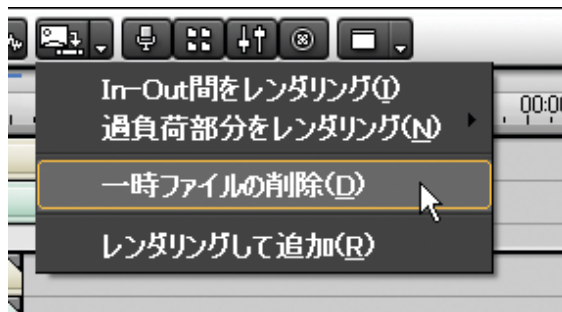 In-Out間をレンダリング(I)
過負荷部分をレンダリング(N)
00:0
一時ファイルの削除(D)
レンダリングして追加(R)